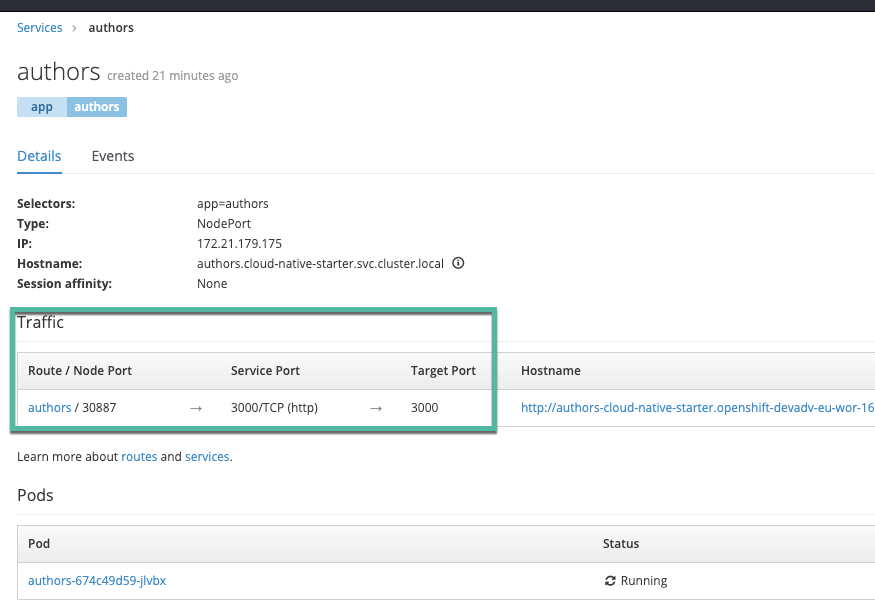 Services › authors
authors created 21 minutes ago
app authors
Details Events
Selectors: app=authors
Type: NodePort
IP: 172.21.179.175
Hostname: authors.cloud-native-starter.svc.cluster.local
Session affinity: None
Traffic
Route / Node Port Service Port Target Port Hostname
authors / 30887 → 3000/TCP (http) → 3000 http://authors-cloud-native-starter.openshift-devadv-eu-wor-16
Learn more about routes and services.
Pods
Pod Status
authors-674c49d59-jlvbx Running